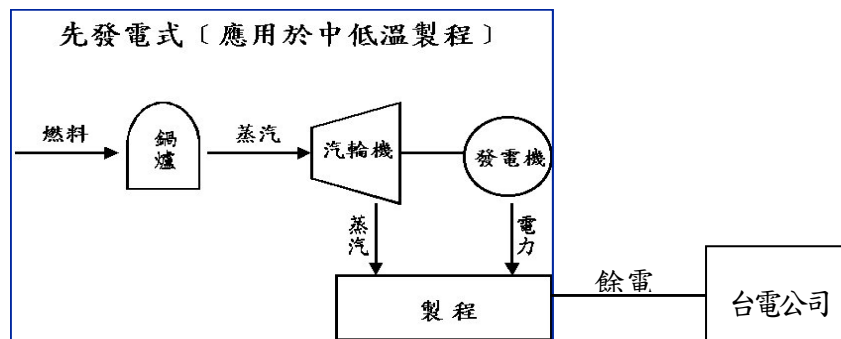 先發電式﹝應用於中低溫製程﹞
燃料
鍋爐
蒸汽
汽輪機
發電機
蒸汽
電力
製程
餘電
台電公司